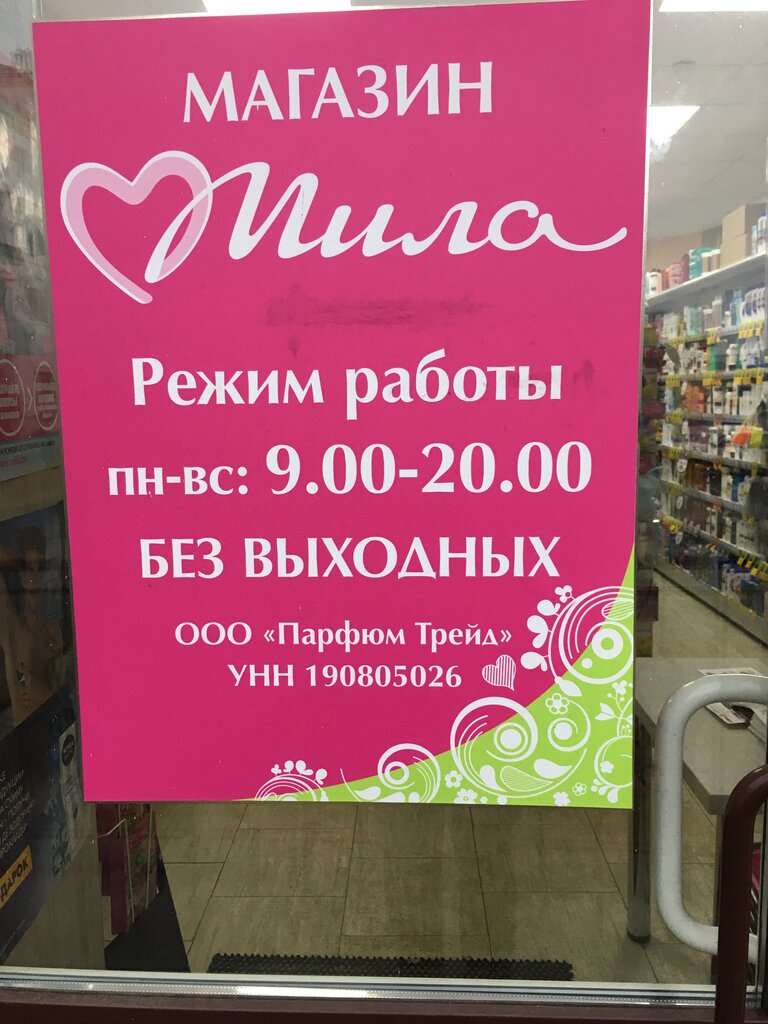 МАГАЗИН
Мила
Режим работы
пн-вс: 9.00-20.00
БЕЗ ВЫХОДНЫХ
ООО «Парфюм Трейд»
УНН 190805026